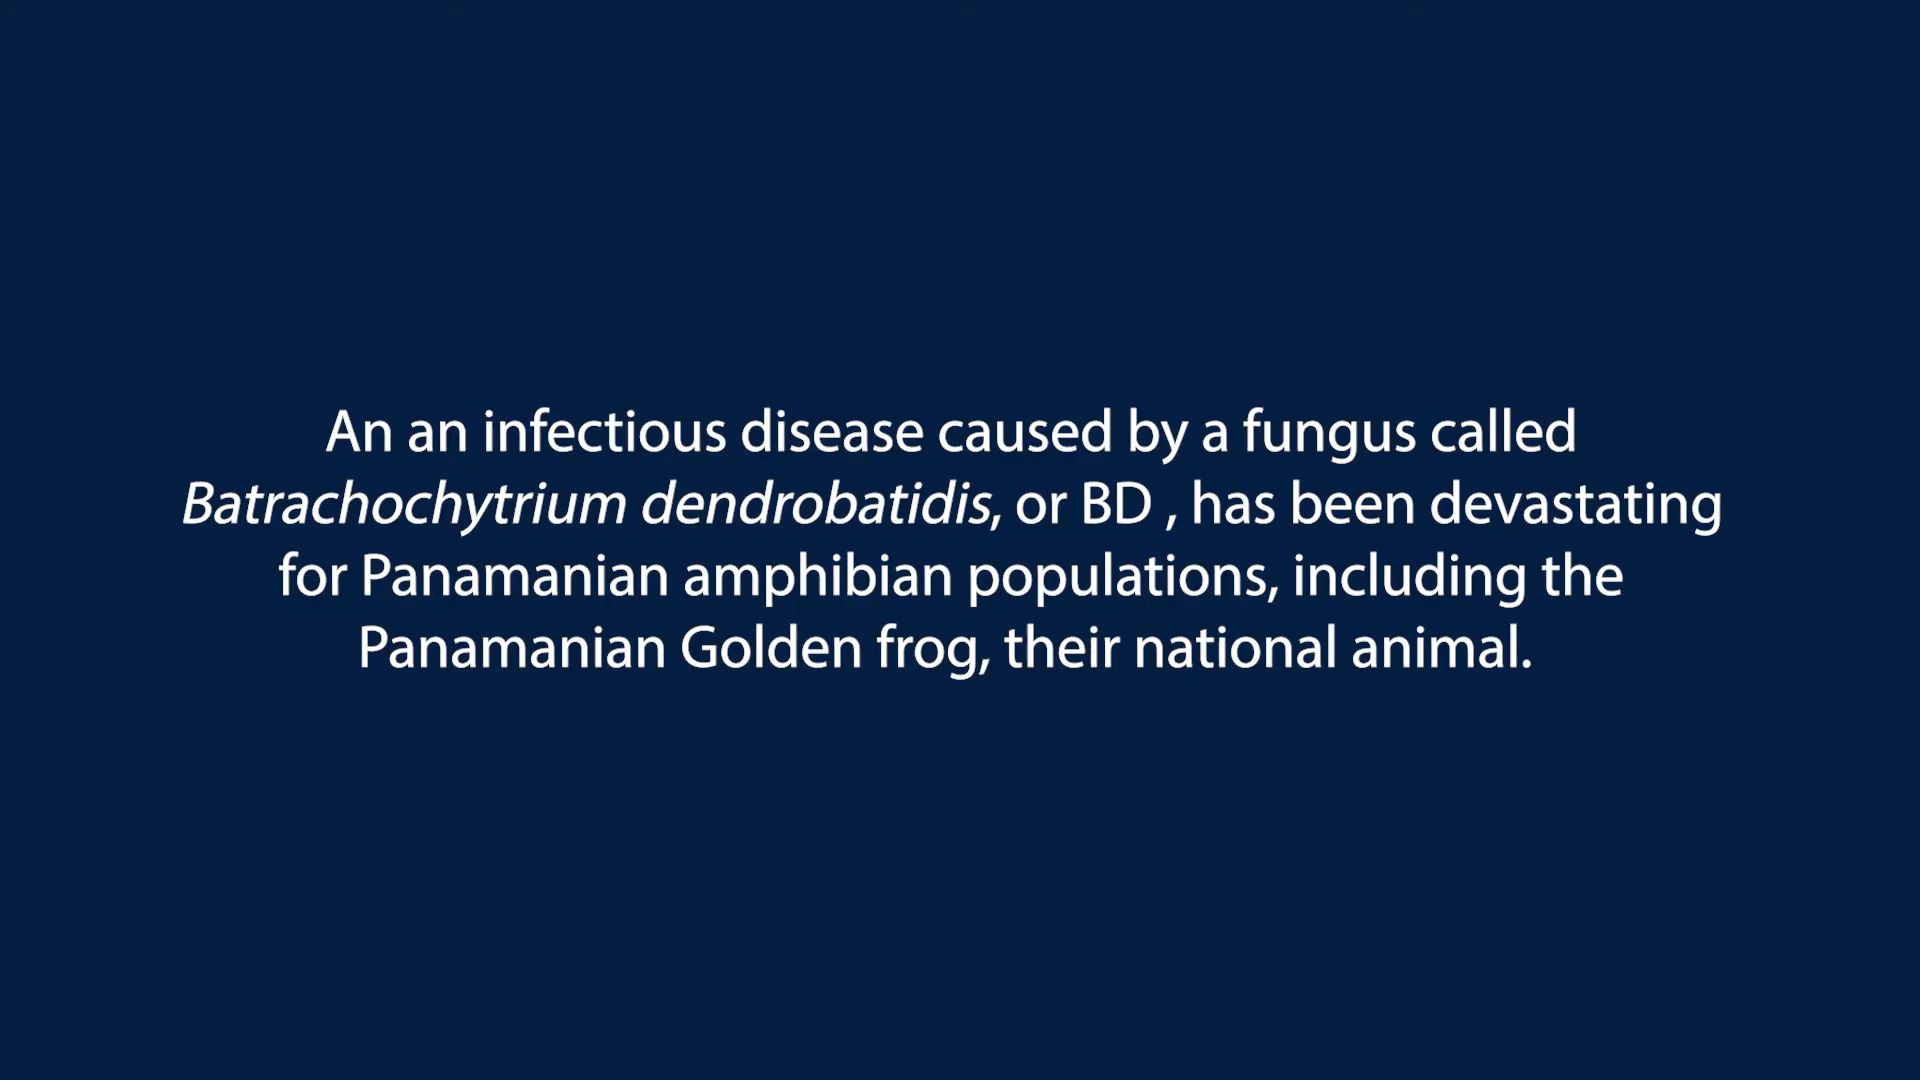 An an infectious disease caused by a fungus called
Batrachochytrium dendrobatidis, or BD , has been devastating
for Panamanian amphibian populations, including the
Panamanian Golden frog, their national animal.